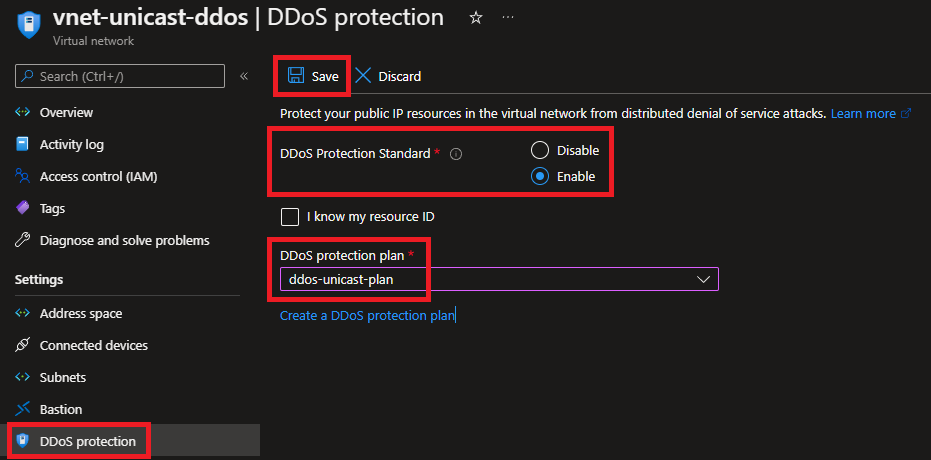 vnet-unicast-ddos | DDoS protection
Virtual network
Search (Ctrl+/)
Overview
Activity log
Access control (IAM)
Tags
Diagnose and solve problems
Settings
Address space
Connected devices
Subnets
Bastion
DDoS protection
Save
Discard
Protect your public IP resources in the virtual network from distributed denial of service attacks. Learn more
DDoS Protection Standard *
Disable
Enable
I know my resource ID
DDoS protection plan *
ddos-unicast-plan
Create a DDoS protection plan